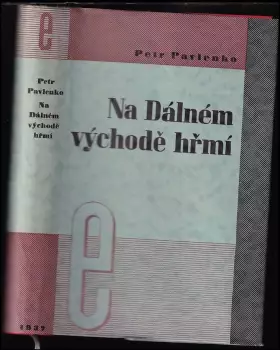 e
Petr
Pavlenko
Na
Dálném
východě
hřmí
1937
Petr Pavlenko
Na Dálném
východě hřmí
e